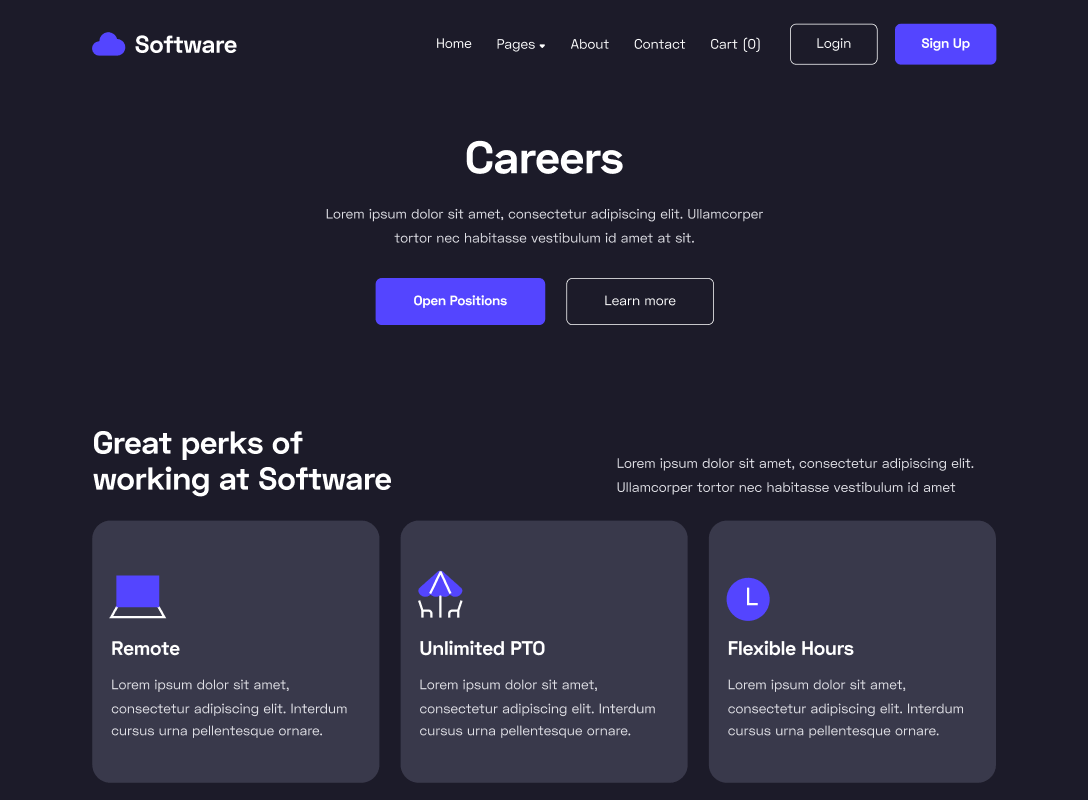 Software
Home Pages About Contact Cart (0) Login Sign Up
Careers
Lorem ipsum dolor sit amet, consectetur adipiscing elit. Ullamcorper
tortor nec habitasse vestibulum id amet at sit.
Open Positions Learn more
Great perks of
working at Software
Lorem ipsum dolor sit amet, consectetur adipiscing elit.
Ullamcorper tortor nec habitasse vestibulum id amet
Remote
Lorem ipsum dolor sit amet,
consectetur adipiscing elit. Interdum
cursus urna pellentesque ornare.
Unlimited PTO
Lorem ipsum dolor sit amet,
consectetur adipiscing elit. Interdum
cursus urna pellentesque ornare.
Flexible Hours
Lorem ipsum dolor sit amet,
consectetur adipiscing elit. Interdum
cursus urna pellentesque ornare.